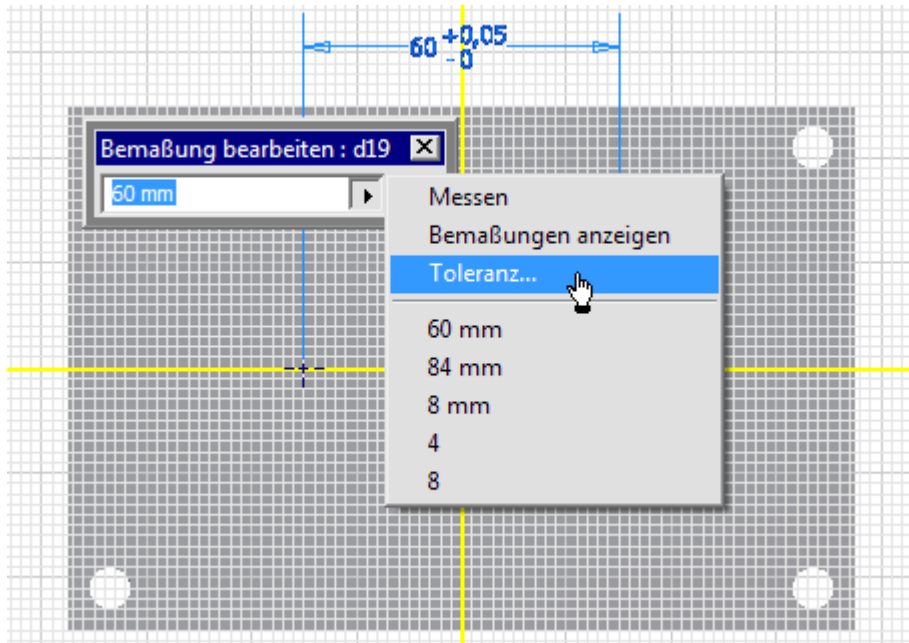 60 +0,05
- 0
Bemaßung bearbeiten : d19
60 mm
Messen
Bemaßungen anzeigen
Toleranz...
60 mm
84 mm
8 mm
4
8